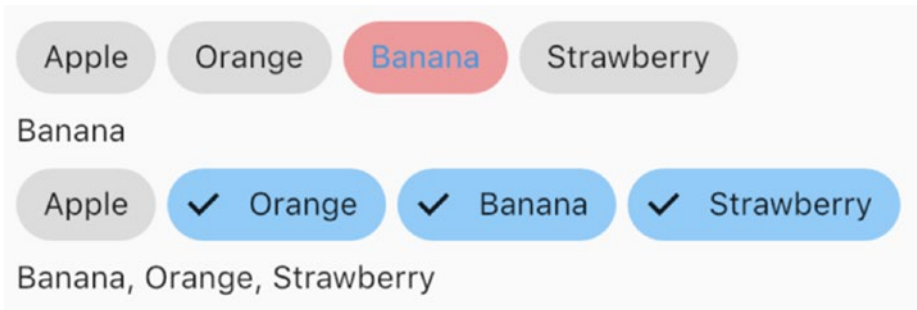 Apple Orange Banana Strawberry
Banana
Apple Orange Banana Strawberry
Banana, Orange, Strawberry